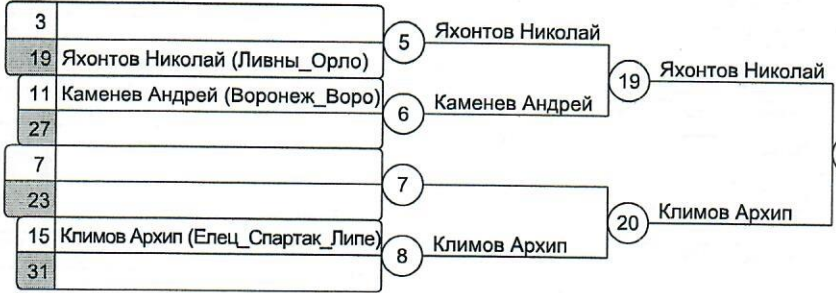 3
5 Яхонтов Николай
19 Яхонтов Николай (Ливны_Орло)
19 Яхонтов Николай
11 Каменев Андрей (Воронеж_Воро)
6 Каменев Андрей
27
7
7
23
20 Климов Архип
15 Климов Архип (Елец_Спартак_Липе)
8 Климов Архип
31